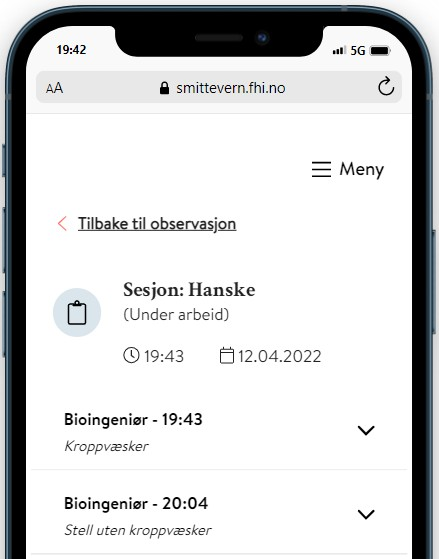 19:42
5G
AA
smittevern.fhi.no
Meny
Tilbake til observasjon
Sesjon: Hanske
(Under arbeid)
19:43 12.04.2022
Bioingeniør - 19:43
Kroppvæsker
Bioingeniør - 20:04
Stell uten kroppvæsker